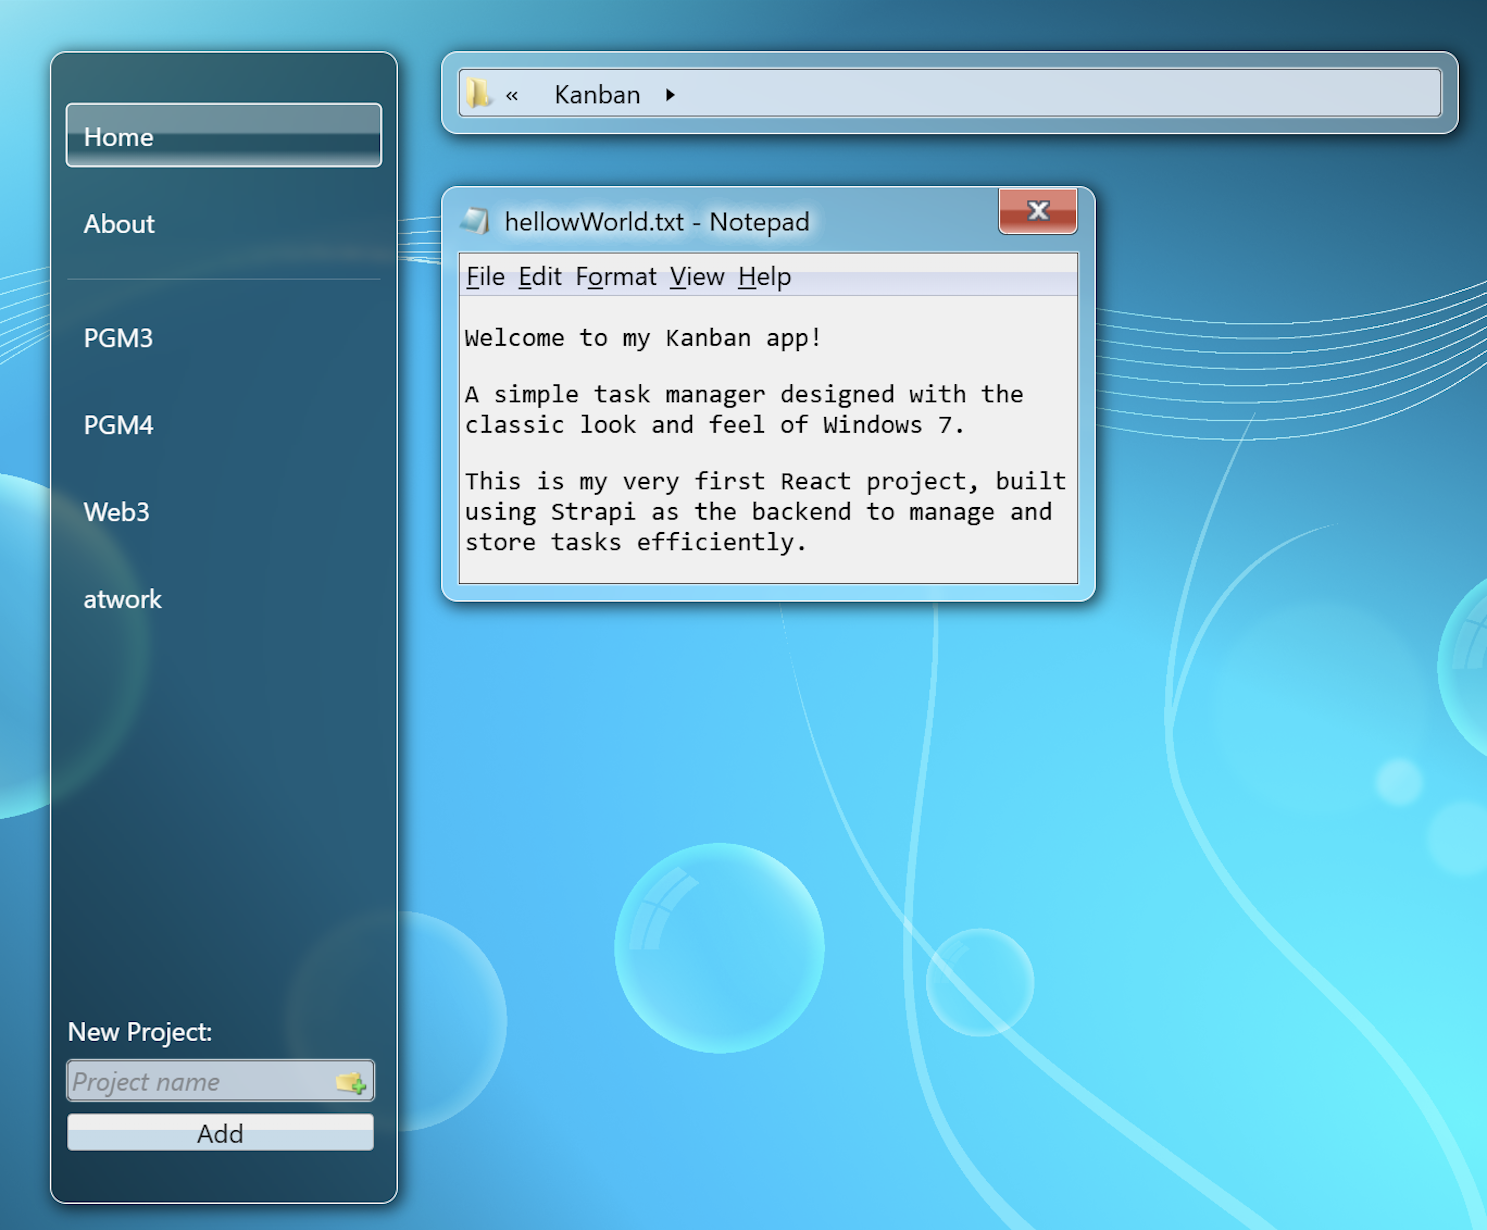 Home
About
PGM3
PGM4
Web3
atwork
New Project:
Project name
Add
« Kanban
hellowWorld.txt - Notepad
File Edit Format View Help
Welcome to my Kanban app!
A simple task manager designed with the
classic look and feel of Windows 7.
This is my very first React project, built
using Strapi as the backend to manage and
store tasks efficiently.